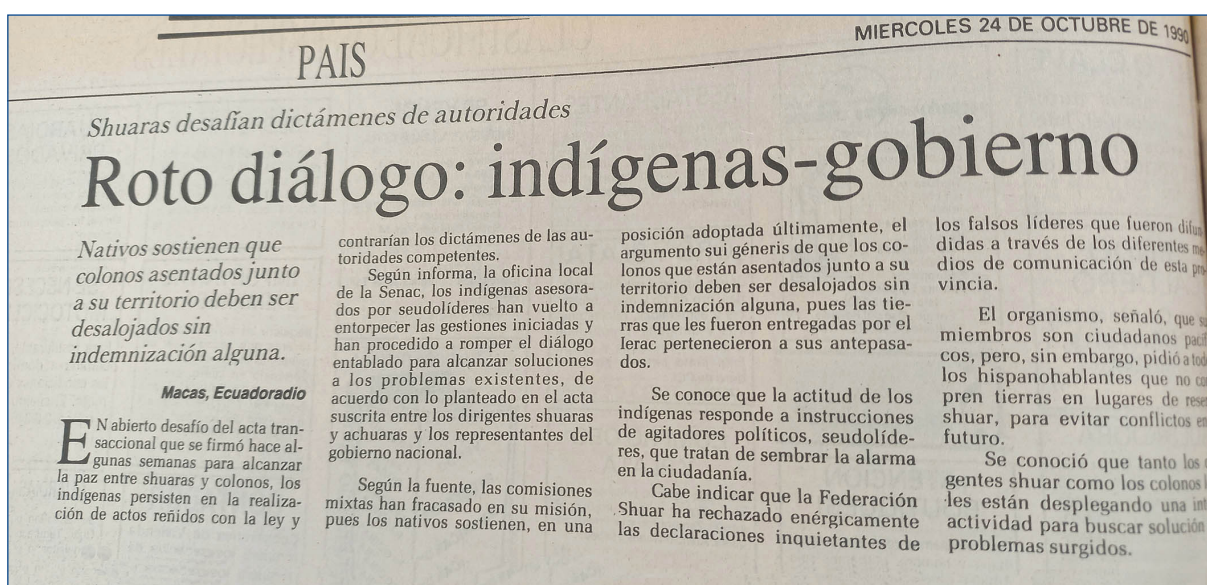 PAIS
MIERCOLES 24 DE OCTUBRE DE 1990
Shuaras desafían dictámenes de autoridades
Roto diálogo: indígenas-gobierno
Nativos sostienen que
colonos asentados junto
a su territorio deben ser
desalojados sin
indemnización alguna.
Macas, Ecuadoradio
EN abierto desafío del acta tran-
saccional que se firmó hace al-
gunas semanas para alcanzar
la paz entre shuaras y colonos, los
indígenas persisten en la realiza-
ción de actos reñidos con la ley y
contrarían los dictámenes de las au-
toridades competentes.
Según informa, la oficina local
de la Senac, los indígenas asesora-
dos por seudolíderes han vuelto a
entorpecer las gestiones iniciadas y
han procedido a romper el diálogo
entablado para alcanzar soluciones
a los problemas existentes, de
acuerdo con lo planteado en el acta
suscrita entre los dirigentes shuaras
y achuaras y los representantes del
gobierno nacional.
Según la fuente, las comisiones
mixtas han fracasado en su misión,
pues los nativos sostienen, en una
posición adoptada últimamente, el
argumento sui géneris de que los co-
lonos que están asentados junto a su
territorio deben ser desalojados sin
indemnización alguna, pues las tie-
rras que les fueron entregadas por el
Ierac pertenecieron a sus antepasa-
dos.
Se conoce que la actitud de los
indígenas responde a instrucciones
de agitadores políticos, seudolíde-
res, que tratan de sembrar la alarma
en la ciudadanía.
Cabe indicar que la Federación
Shuar ha rechazado enérgicamente
las declaraciones inquietantes de
los falsos líderes que fueron difun-
didas a través de los diferentes me-
dios de comunicación de esta pro-
vincia.
El organismo, señaló, que su
miembros son ciudadanos pacífi
cos, pero, sin embargo, pidió a todo
los hispanohablantes que no co
pren tierras en lugares de rese
shuar, para evitar conflictos en
futuro.
Se conoció que tanto los
gentes shuar como los colonos
les están desplegando una int
actividad para buscar solución
problemas surgidos.